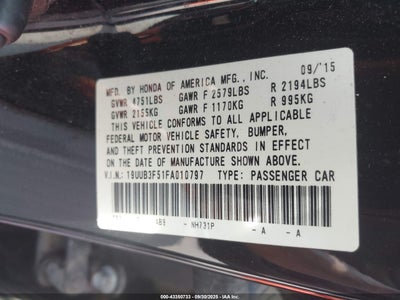 MFD. BY HONDA OF AMERICA MFG., INC. 09/15
GVWR 4751LBS GAWR F 2579LBS R 2194LBS
GVWR 2155KG GAWR F 1170KG R 995KG
THIS VEHICLE CONFORMS TO ALL APPLICABLE
FEDERAL MOTOR VEHICLE SAFETY, BUMPER,
AND THEFT PREVENTION STANDARDS IN EFFECT
ON THE DATE OF MANUFACTURE SHOWN ABOVE.
V.I.N.: 19UUB3F51FA010797 TYPE: PASSENGER CAR
NH731P - A - A
000-43350733 - 09/30/2025 - IAA Inc.